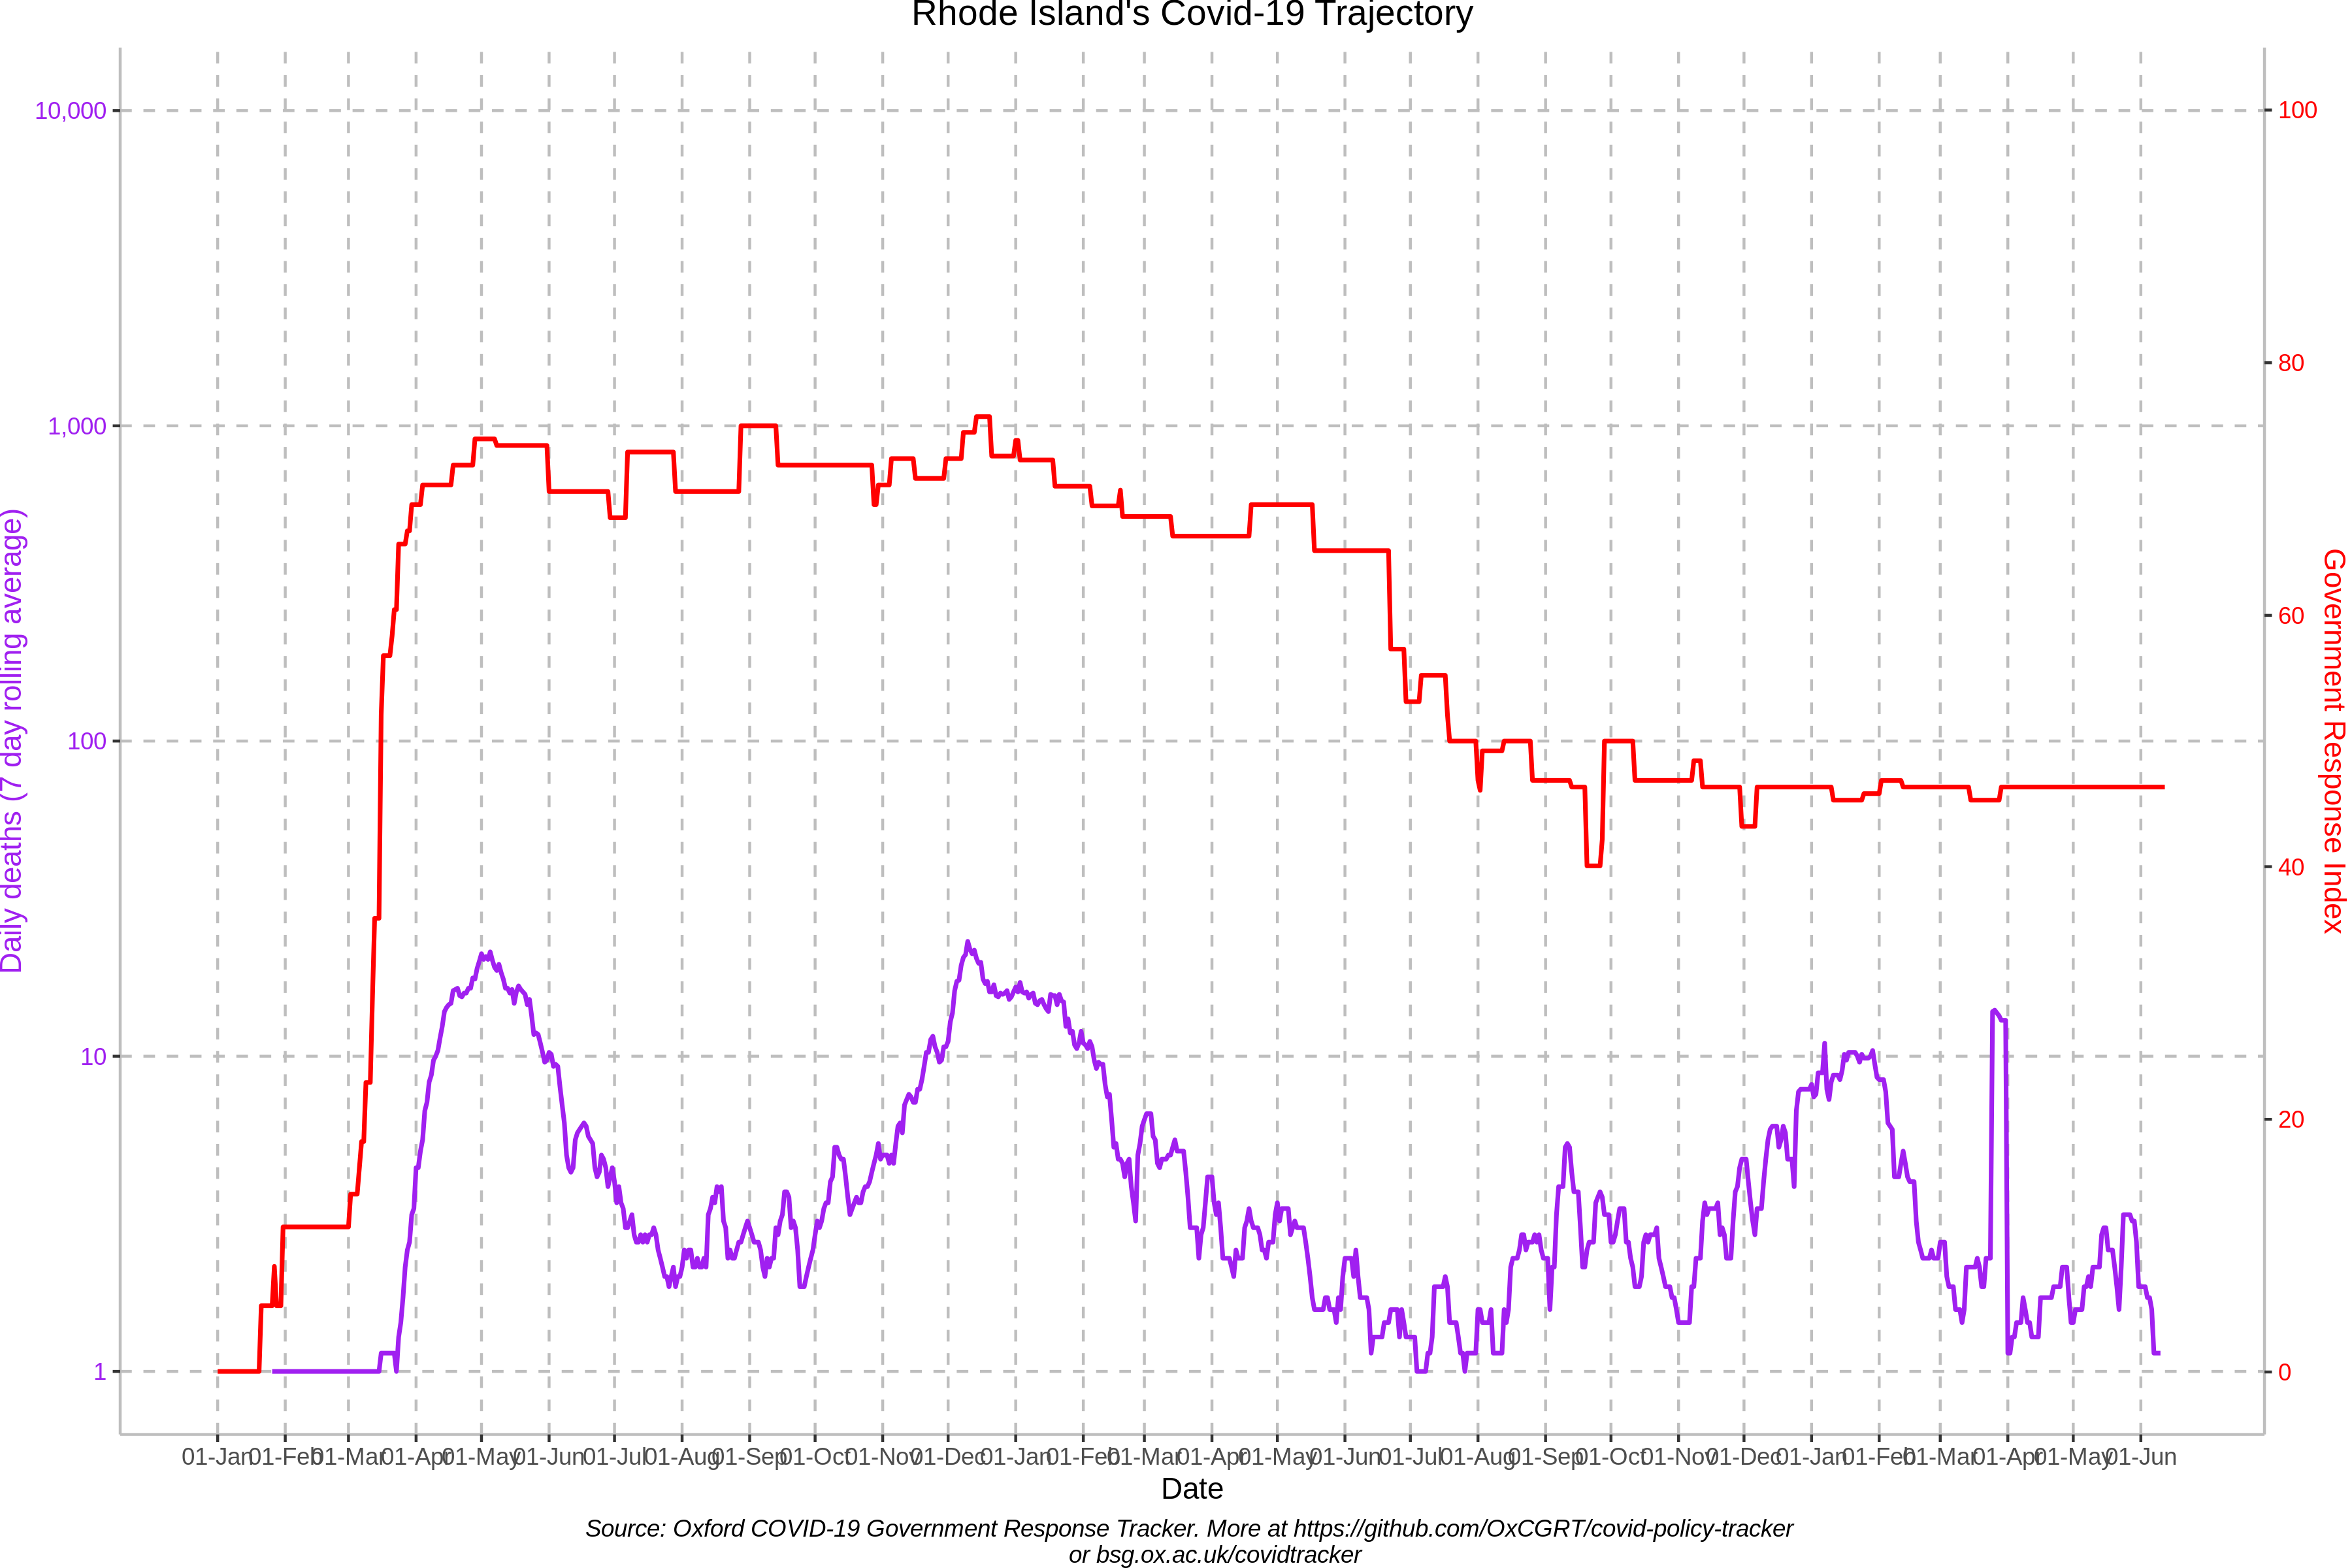 Rhode Island's Covid-19 Trajectory
10,000
1,000
100
10
1
Daily deaths (7 day rolling average)
100
80
60
40
20
0
Government Response Index
01-Jan 01-Feb 01-Mar 01-Apr 01-May 01-Jun 01-Jul 01-Aug 01-Sep 01-Oct 01-Nov 01-Dec 01-Jan 01-Feb 01-Mar 01-Apr 01-May 01-Jun 01-Jul 01-Aug 01-Sep 01-Oct 01-Nov 01-Dec 01-Jan 01-Feb 01-Mar 01-Apr 01-May 01-Jun
Date
Source: Oxford COVID-19 Government Response Tracker. More at https://github.com/OxCGRT/covid-policy-tracker
or bsg.ox.ac.uk/covidtracker